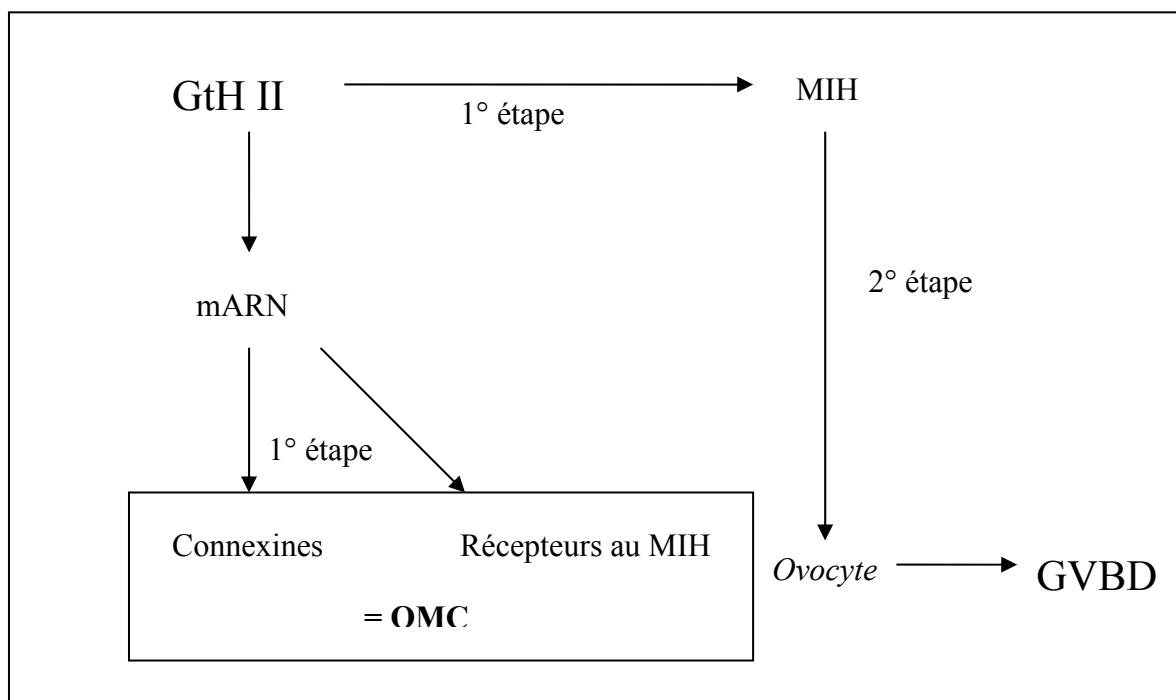 GtH II
MIH
1° étape
2° étape
mARN
1° étape
Connexines
Récepteurs au MIH
Ovocyte
GVBD
= OMC